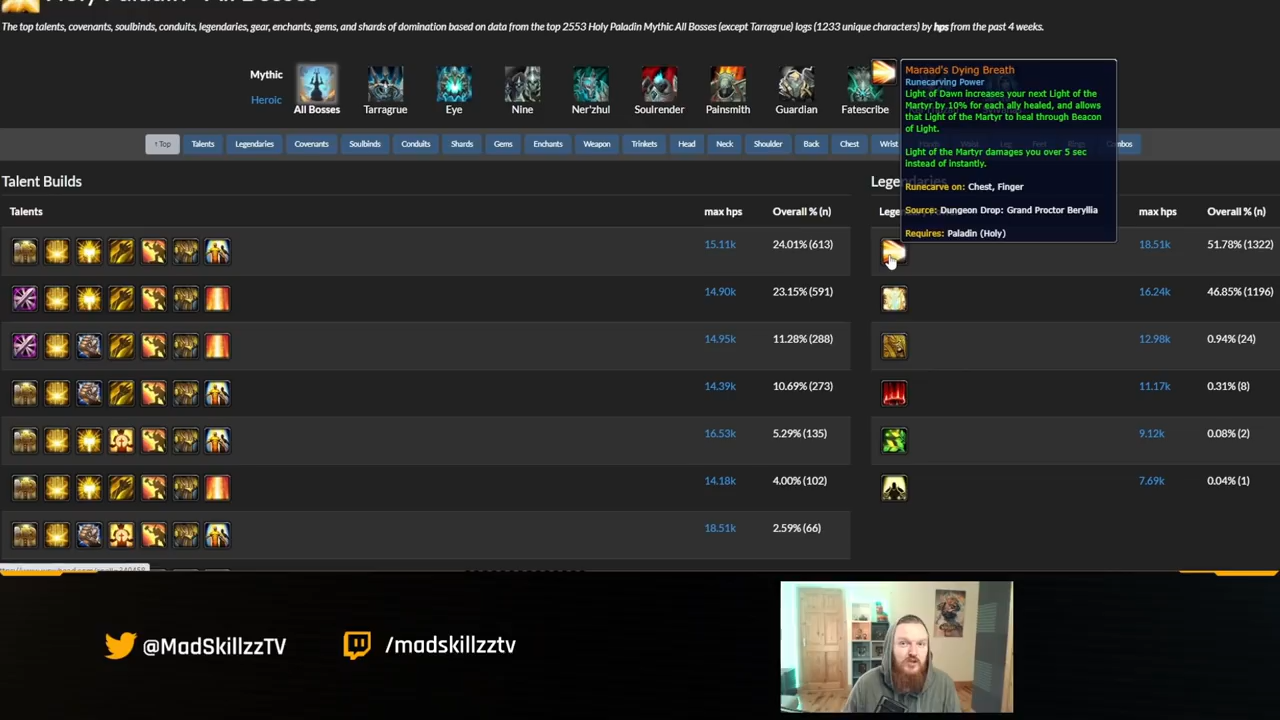 Holy Paladin - All Bosses
The top talents, covenants, soulbinds, conduits, legendaries, gear, enchants, gems, and shards of domination based on data from the top 2553 Holy Paladin Mythic All Bosses (except Tarragrue) logs (1233 unique characters) by hps from the past 4 weeks.
Mythic
Heroic
All Bosses
Tarragrue
Eye
Nine
Ner'zhul
Soulrender
Painsmith
Guardian
Fatescribe
Maraad's Dying Breath
Runecarving Power
Light of Dawn increases your next Light of the
Martyr by 10% for each ally healed, and allows
that Light of the Martyr to heal through Beacon
of Light.
Light of the Martyr damages you over 5 sec
instead of instantly.
Runecarve on: Chest, Finger
Source: Dungeon Drop: Grand Proctor Beryllia
Requires: Paladin (Holy)
↑Top
Talents
Legendaries
Covenants
Soulbinds
Conduits
Shards
Gems
Enchants
Weapon
Trinkets
Head
Neck
Shoulder
Back
Chest
Wrist
Talent Builds
Talents
max hps
Overall % (n)
15.11k 24.01% (613)
14.90k 23.15% (591)
14.95k 11.28% (288)
14.39k 10.69% (273)
16.53k 5.29% (135)
14.18k 4.00% (102)
18.51k 2.59% (66)
Legendaries
max hps
Overall % (n)
18.51k 51.78% (1322)
16.24k 46.85% (1196)
12.98k 0.94% (24)
11.17k 0.31% (8)
9.12k 0.08% (2)
7.69k 0.04% (1)
@MadSkillzzTV
/madskillzztv